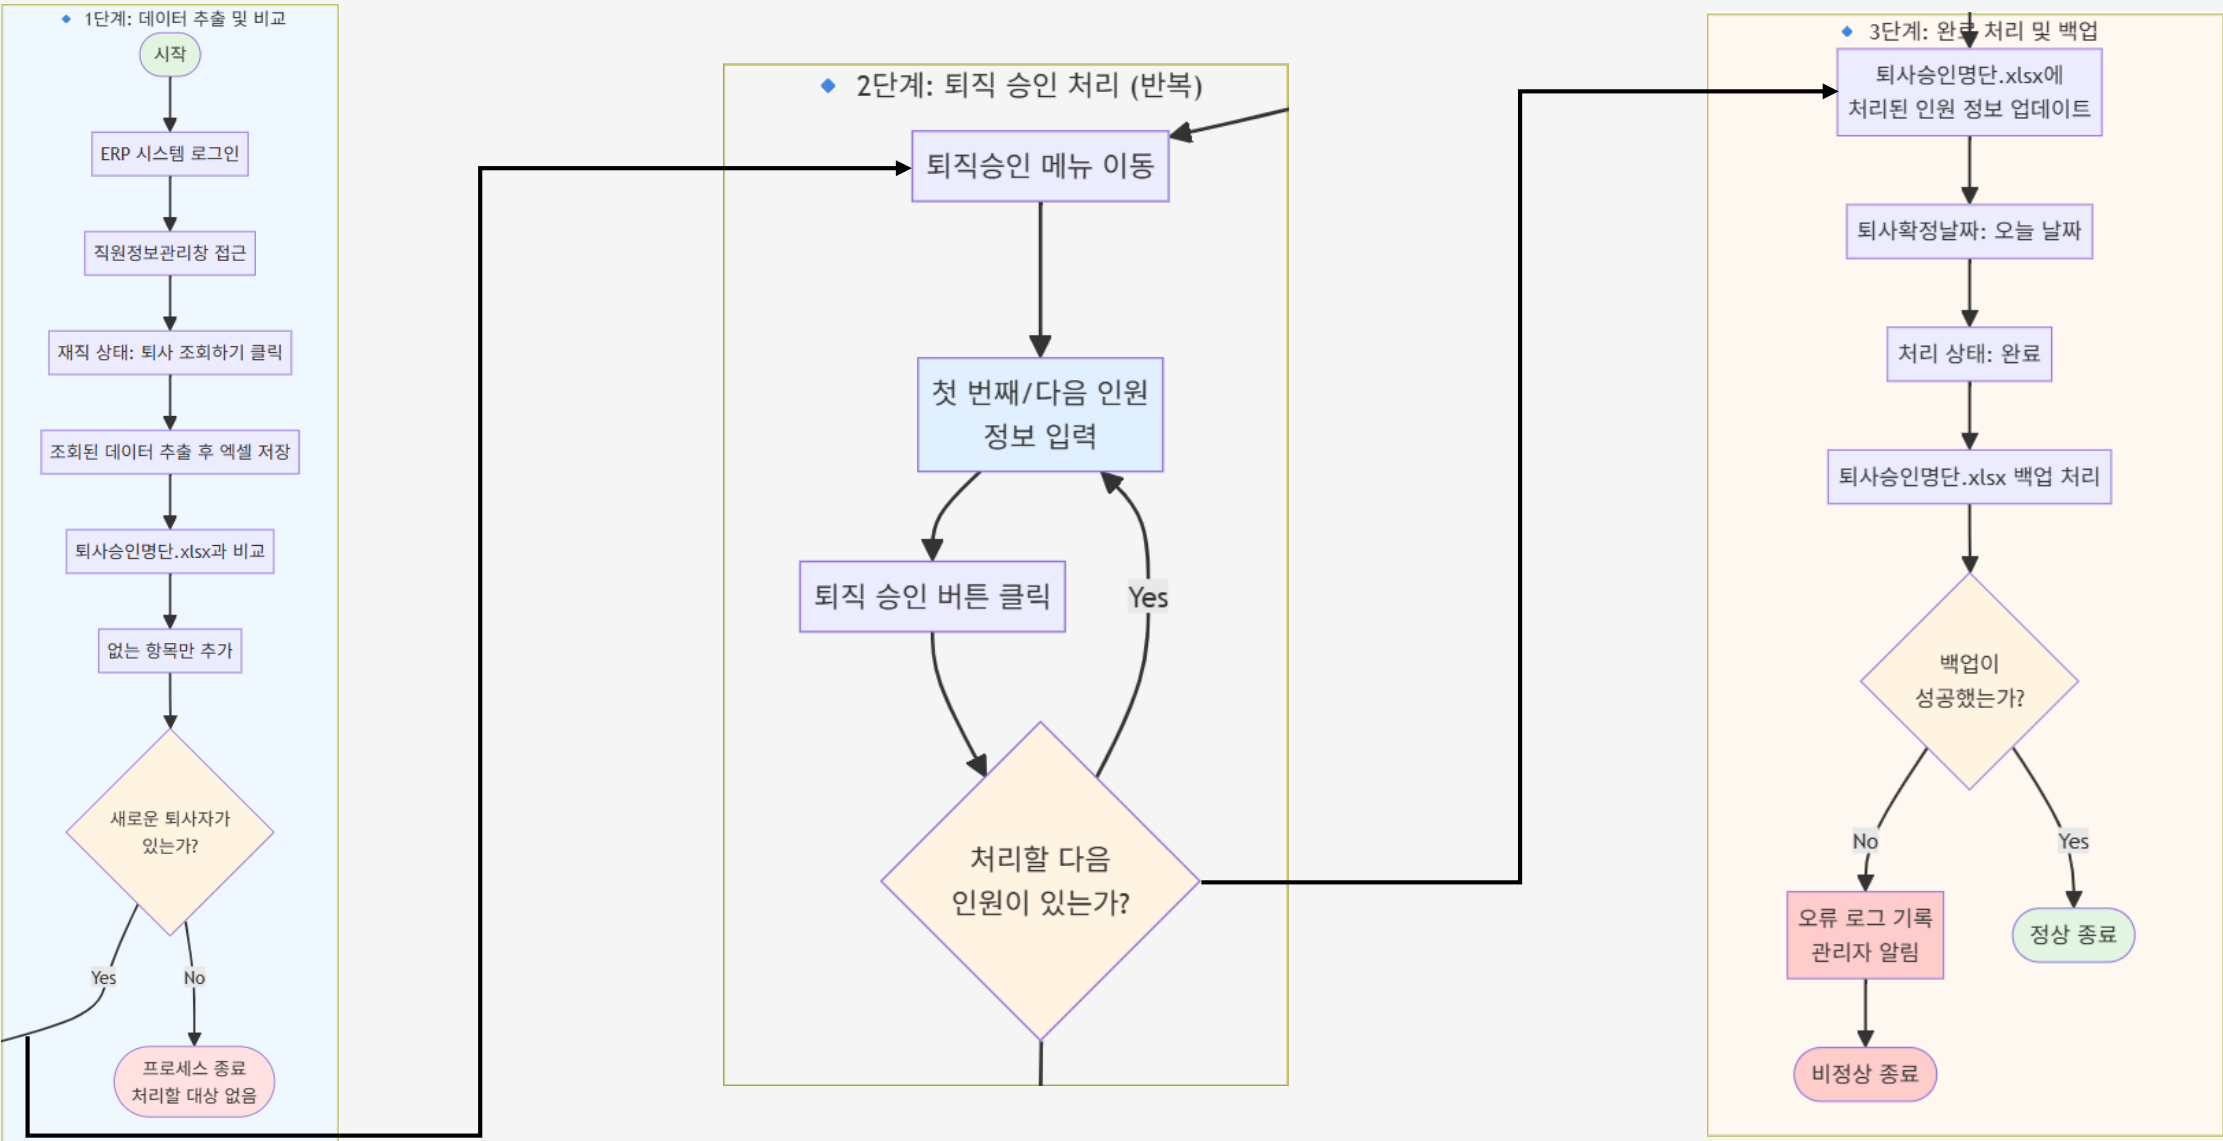 1단계: 데이터 추출 및 비교
시작
ERP 시스템 로그인
직원정보관리창 접근
재직 상태: 퇴사 조회하기 클릭
조회된 데이터 추출 후 엑셀 저장
퇴사승인명단.xlsx과 비교
없는 항목만 추가
새로운 퇴사자가
있는가?
Yes
No
프로세스 종료
처리할 대상 없음
2단계: 퇴직 승인 처리 (반복)
퇴직승인 메뉴 이동
첫 번째/다음 인원
정보 입력
퇴직 승인 버튼 클릭
Yes
처리할 다음
인원이 있는가?
3단계: 완료 처리 및 백업
퇴사승인명단.xlsx에
처리된 인원 정보 업데이트
퇴사확정날짜: 오늘 날짜
처리 상태: 완료
퇴사승인명단.xlsx 백업 처리
백업이
성공했는가?
No
Yes
오류 로그 기록
관리자 알림
정상 종료
비정상 종료